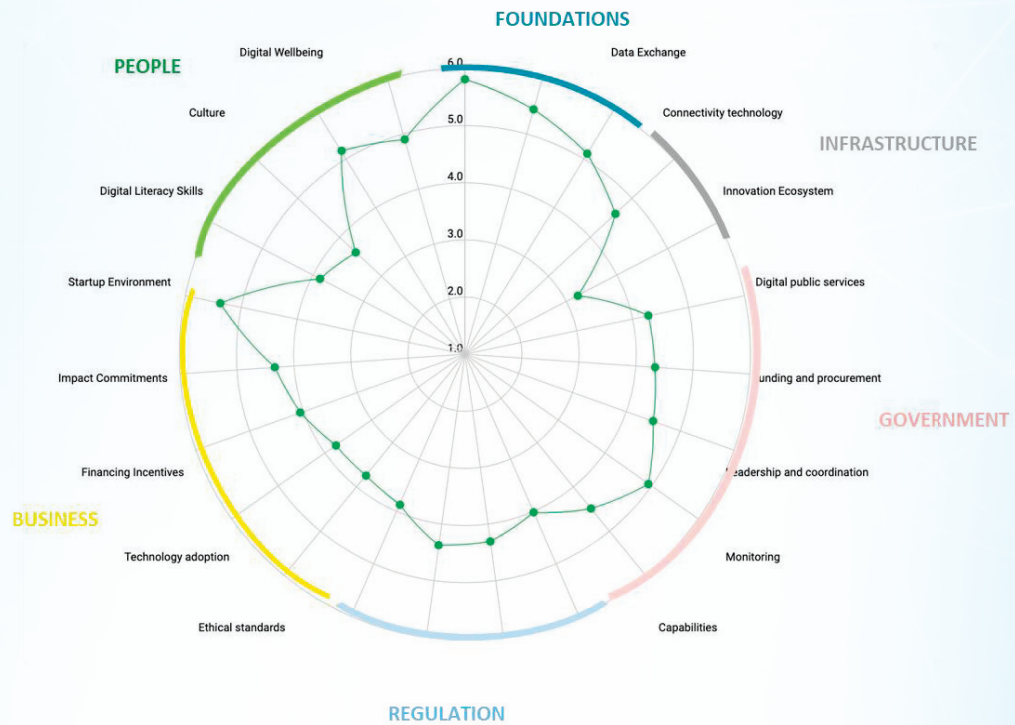 FOUNDATIONS
Digital Wellbeing
Data Exchange
PEOPLE
6.0
Culture
Connectivity technology
5.0
INFRASTRUCTURE
4.0
Digital Literacy Skills
Innovation Ecosystem
3.0
Startup Environment
Digital public services
2.0
1.0
Impact Commitments
unding and procurement
GOVERNMENT
Financing Incentives
eadership and coordination
BUSINESS
Technology adoption
Monitoring
Ethical standards
Capabilities
REGULATION